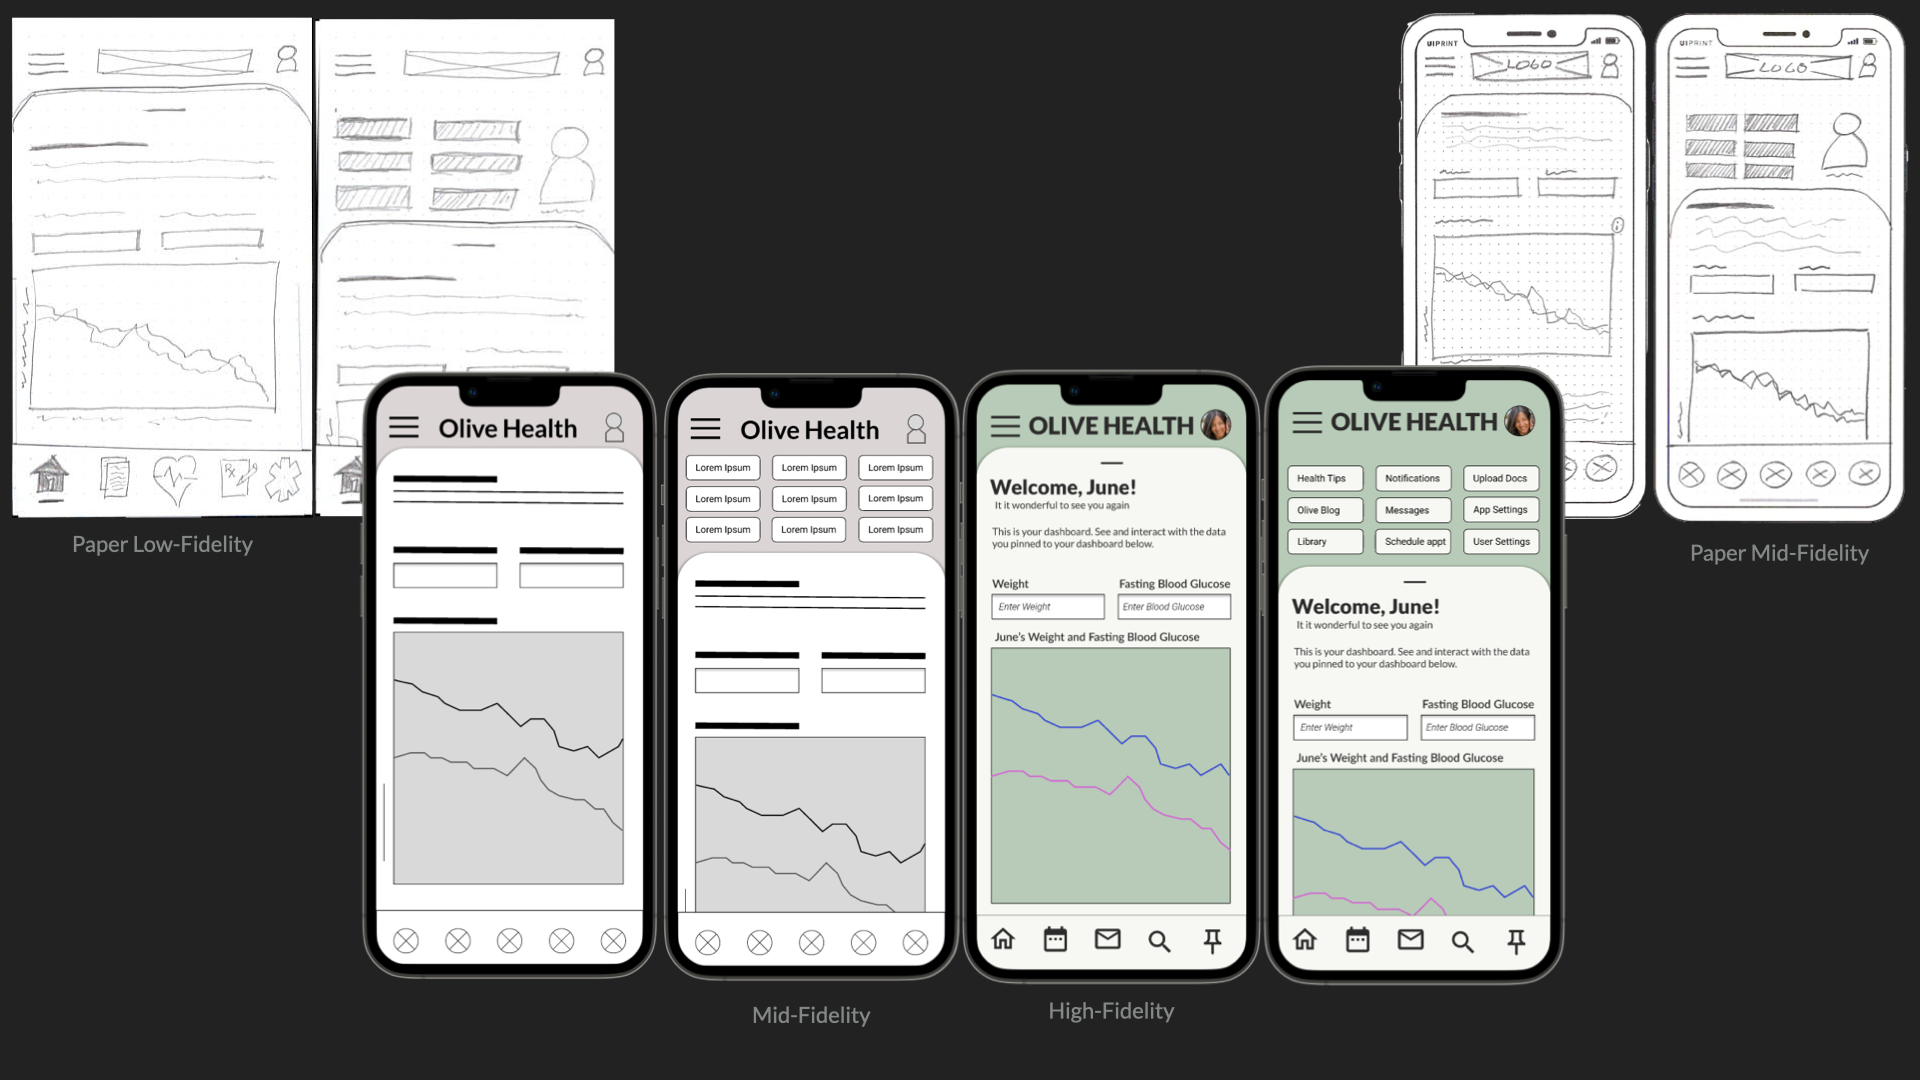 UIPRINT
LOGO
UIPRINT
LOGO
Rx
Paper Low-Fidelity
Paper Mid-Fidelity
Olive Health
Olive Health
Lorem Ipsum
Lorem Ipsum
Lorem Ipsum
Lorem Ipsum
Lorem Ipsum
Lorem Ipsum
Lorem Ipsum
Lorem Ipsum
Lorem Ipsum
OLIVE HEALTH
Welcome, June!
It it wonderful to see you again
This is your dashboard. See and interact with the data
you pinned to your dashboard below.
Weight
Fasting Blood Glucose
Enter Weight
Enter Blood Glucose
June's Weight and Fasting Blood Glucose
OLIVE HEALTH
Health Tips
Notifications
Upload Docs
Olive Blog
Messages
App Settings
Library
Schedule appt
User Settings
Welcome, June!
It it wonderful to see you again
This is your dashboard. See and interact with the data
you pinned to your dashboard below.
Weight
Fasting Blood Glucose
Enter Weight
Enter Blood Glucose
June's Weight and Fasting Blood Glucose
Mid-Fidelity
High-Fidelity